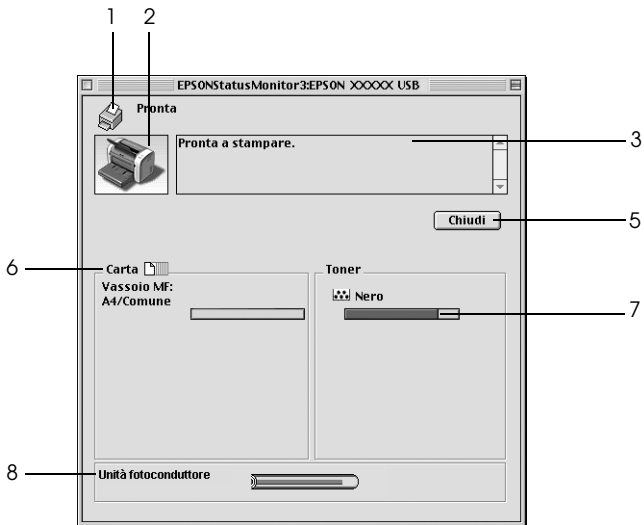 1 2
EPSONStatusMonitor3:EPSON XXXXX USB
Pronta
Pronta a stampare.
3
Chiudi
5
6
Carta
Toner
Vassoio MF:
A4/Comune
Nero
7
8
Unità fotoconduttore